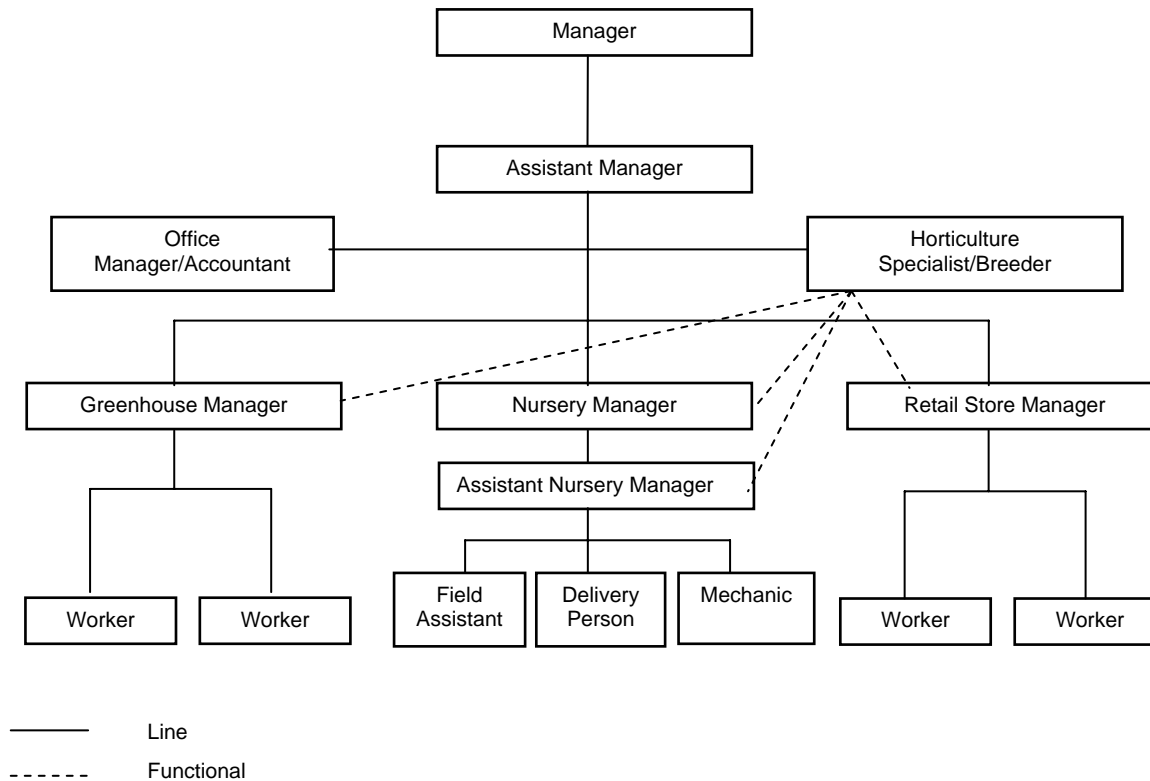 Manager
Assistant Manager
Office
Manager/Accountant
Horticulture
Specialist/Breeder
Greenhouse Manager
Nursery Manager
Retail Store Manager
Assistant Nursery Manager
Field
Assistant
Delivery
Person
Mechanic
Worker
Worker
Worker
Worker
Line
Functional